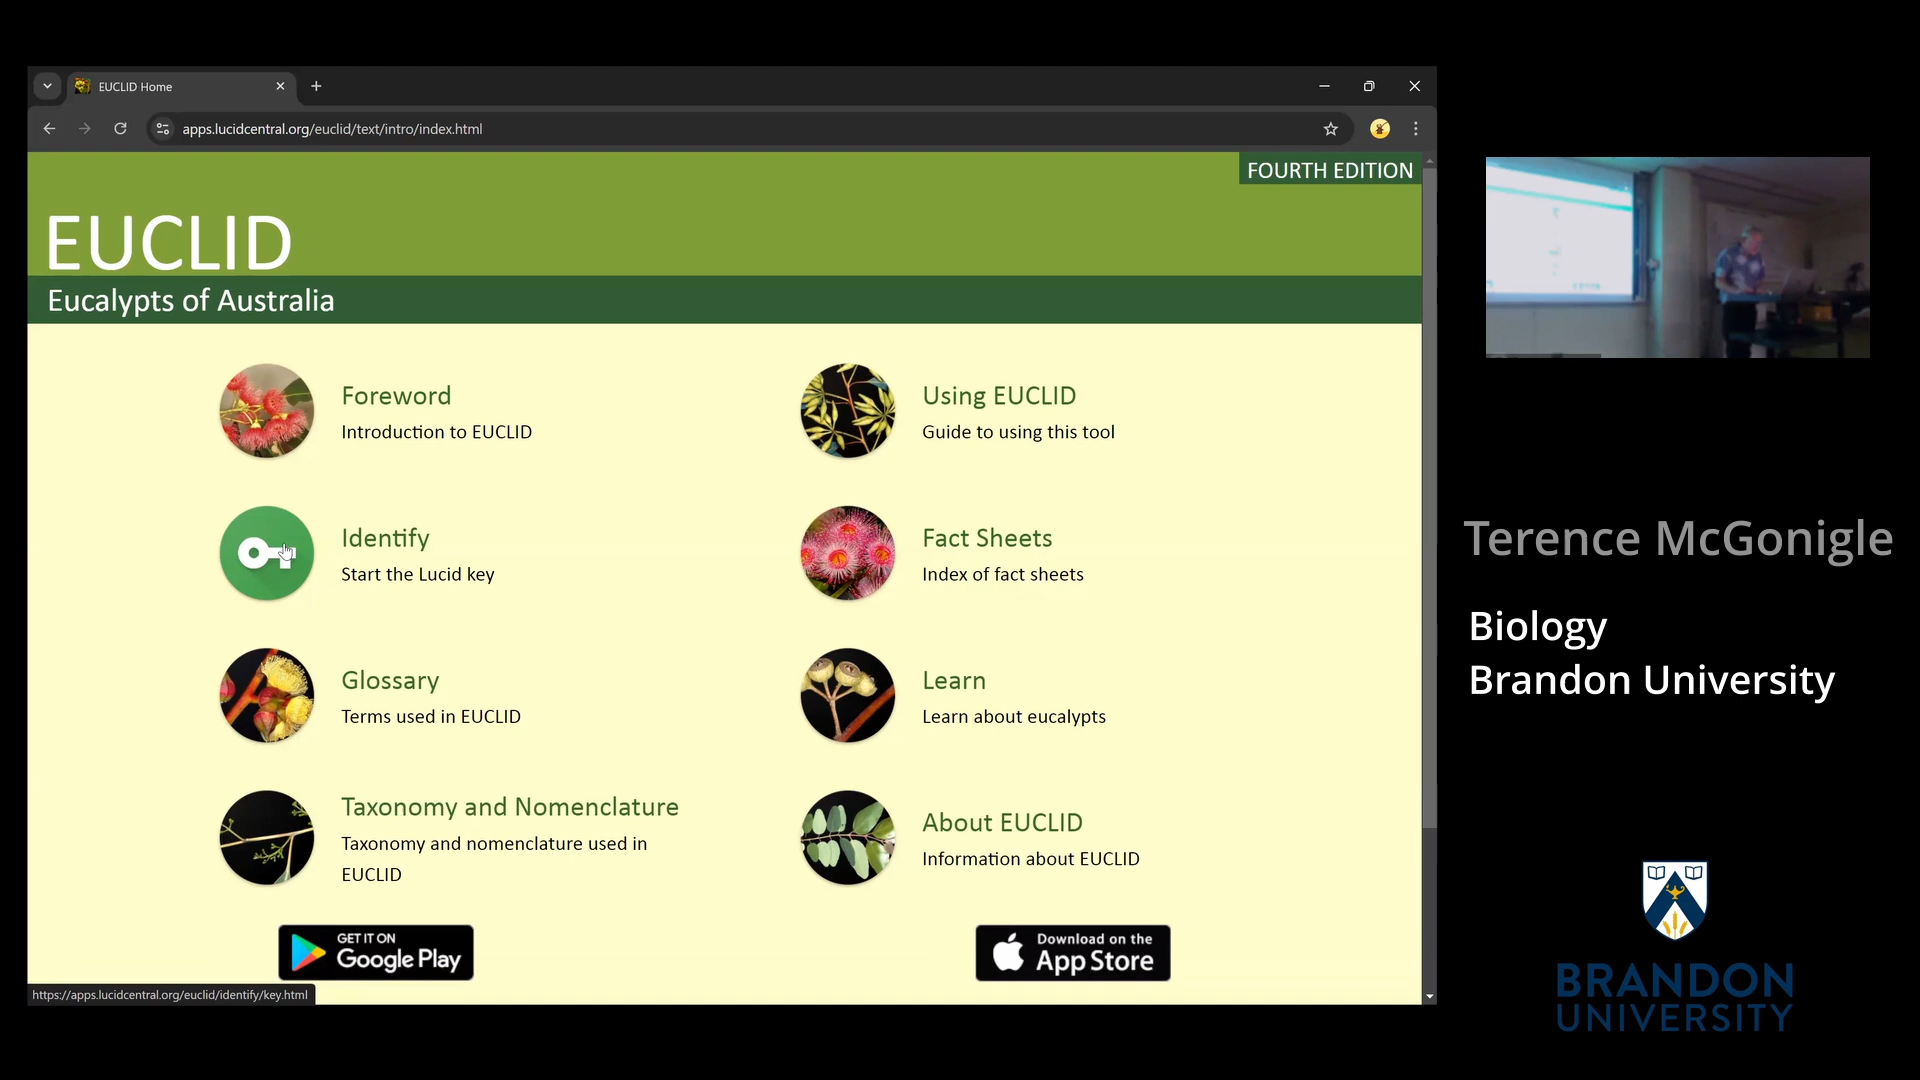 EUCLID Home
apps.lucidcentral.org/euclid/text/intro/index.html
FOURTH EDITION
EUCLID
Eucalypts of Australia
Foreword
Introduction to EUCLID
Using EUCLID
Guide to using this tool
Identify
Start the Lucid key
Fact Sheets
Index of fact sheets
Glossary
Terms used in EUCLID
Learn
Learn about eucalypts
Taxonomy and Nomenclature
Taxonomy and nomenclature used in
EUCLID
About EUCLID
Information about EUCLID
GET IT ON
Google Play
Download on the
App Store
https://apps.lucidcentral.org/euclid/identify/key.html
Terence McGonigle
Biology
Brandon University
BRANDON
UNIVERSITY